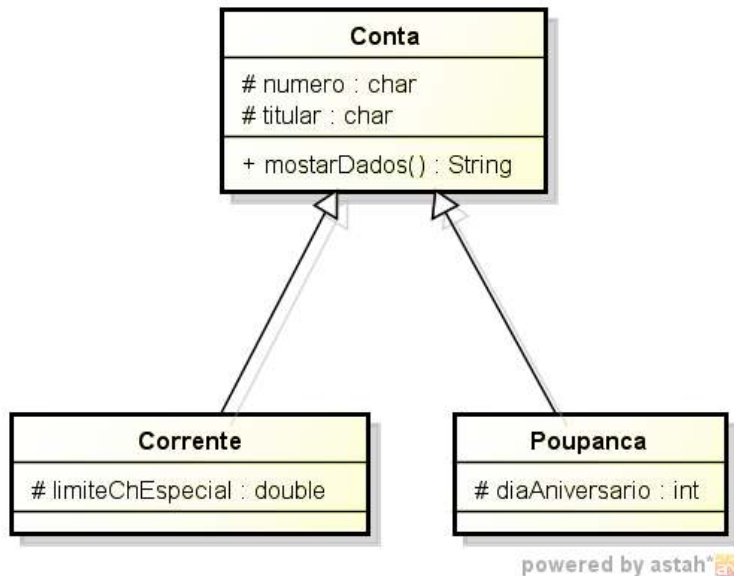 Conta
# numero : char
# titular : char
+ mostarDados() : String
Corrente
# limiteChEspecial : double
Poupanca
# diaAniversario : int
powered by astah*